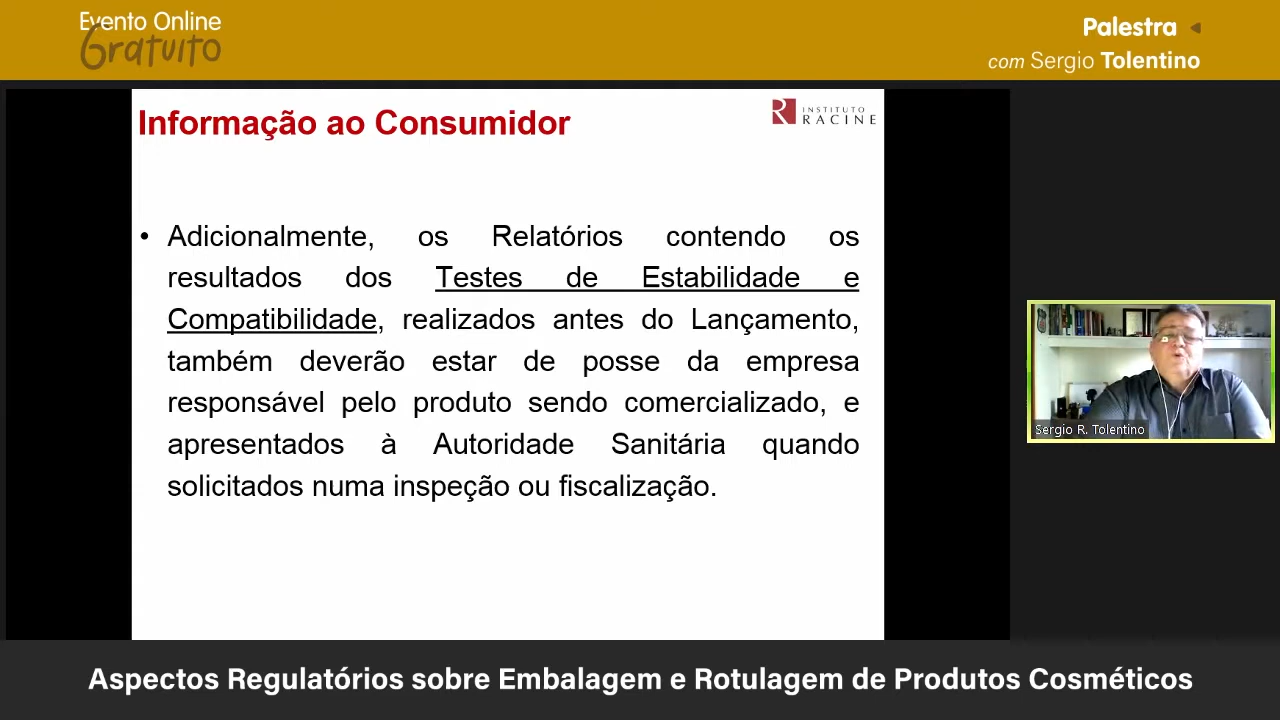 Evento Online
Gratuito
Palestra
com Sergio Tolentino
Informação ao Consumidor
INSTITUTO
RACINE
• Adicionalmente, os Relatórios contendo os
resultados dos Testes de Estabilidade e
Compatibilidade, realizados antes do Lançamento,
também deverão estar de posse da empresa
responsável pelo produto sendo comercializado, e
apresentados à Autoridade Sanitária quando
solicitados numa inspeção ou fiscalização.
Sergio R. Tolentino
Aspectos Regulatórios sobre Embalagem e Rotulagem de Produtos Cosméticos